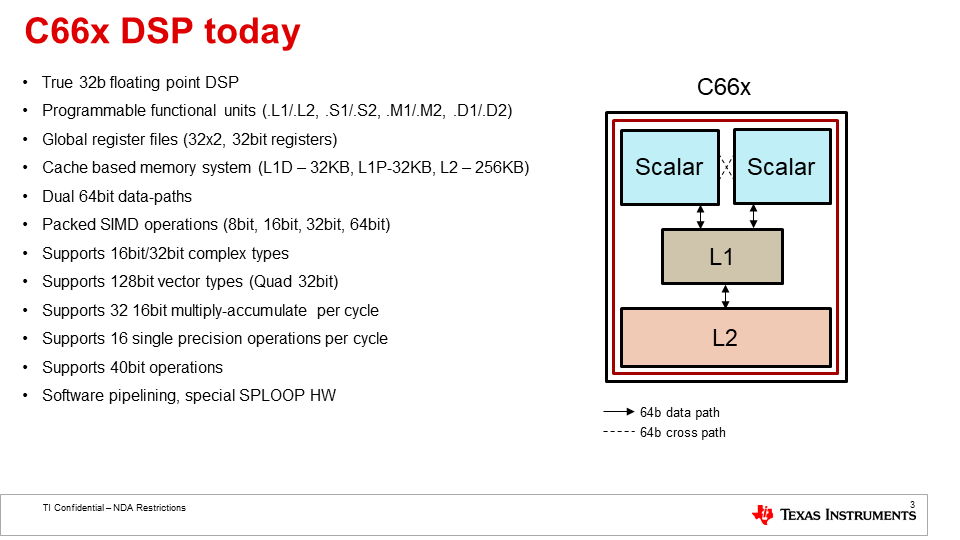 C66x DSP today
• True 32b floating point DSP
• Programmable functional units (.L1/.L2, .S1/.S2, .M1/.M2, .D1/.D2)
• Global register files (32x2, 32bit registers)
• Cache based memory system (L1D – 32KB, L1P-32KB, L2 – 256KB)
• Dual 64bit data-paths
• Packed SIMD operations (8bit, 16bit, 32bit, 64bit)
• Supports 16bit/32bit complex types
• Supports 128bit vector types (Quad 32bit)
• Supports 32 16bit multiply-accumulate per cycle
• Supports 16 single precision operations per cycle
• Supports 40bit operations
• Software pipelining, special SPLOOP HW
C66x
Scalar
Scalar
L1
L2
64b data path
64b cross path
TI Confidential – NDA Restrictions
3
TEXAS INSTRUMENTS